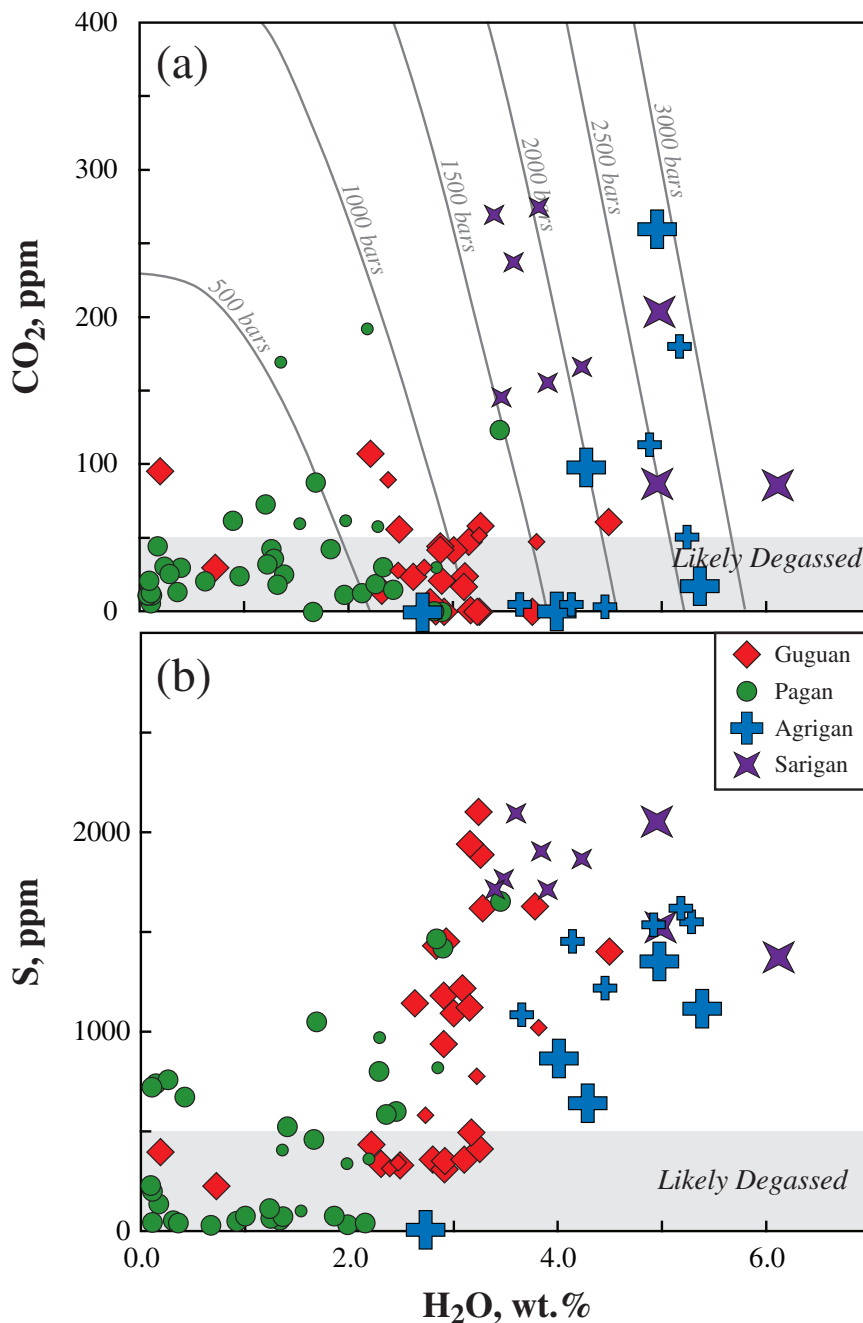 400
(a)
3000 bars
2500 bars
2000 bars
1500 bars
1000 bars
500 bars
300
200
100
0
CO₂, ppm
Likely Degassed
(b)
Guguan
Pagan
Agrigan
Sarigan
2000
1000
0
S, ppm
Likely Degassed
0.0 2.0 4.0 6.0
H₂O, wt.%